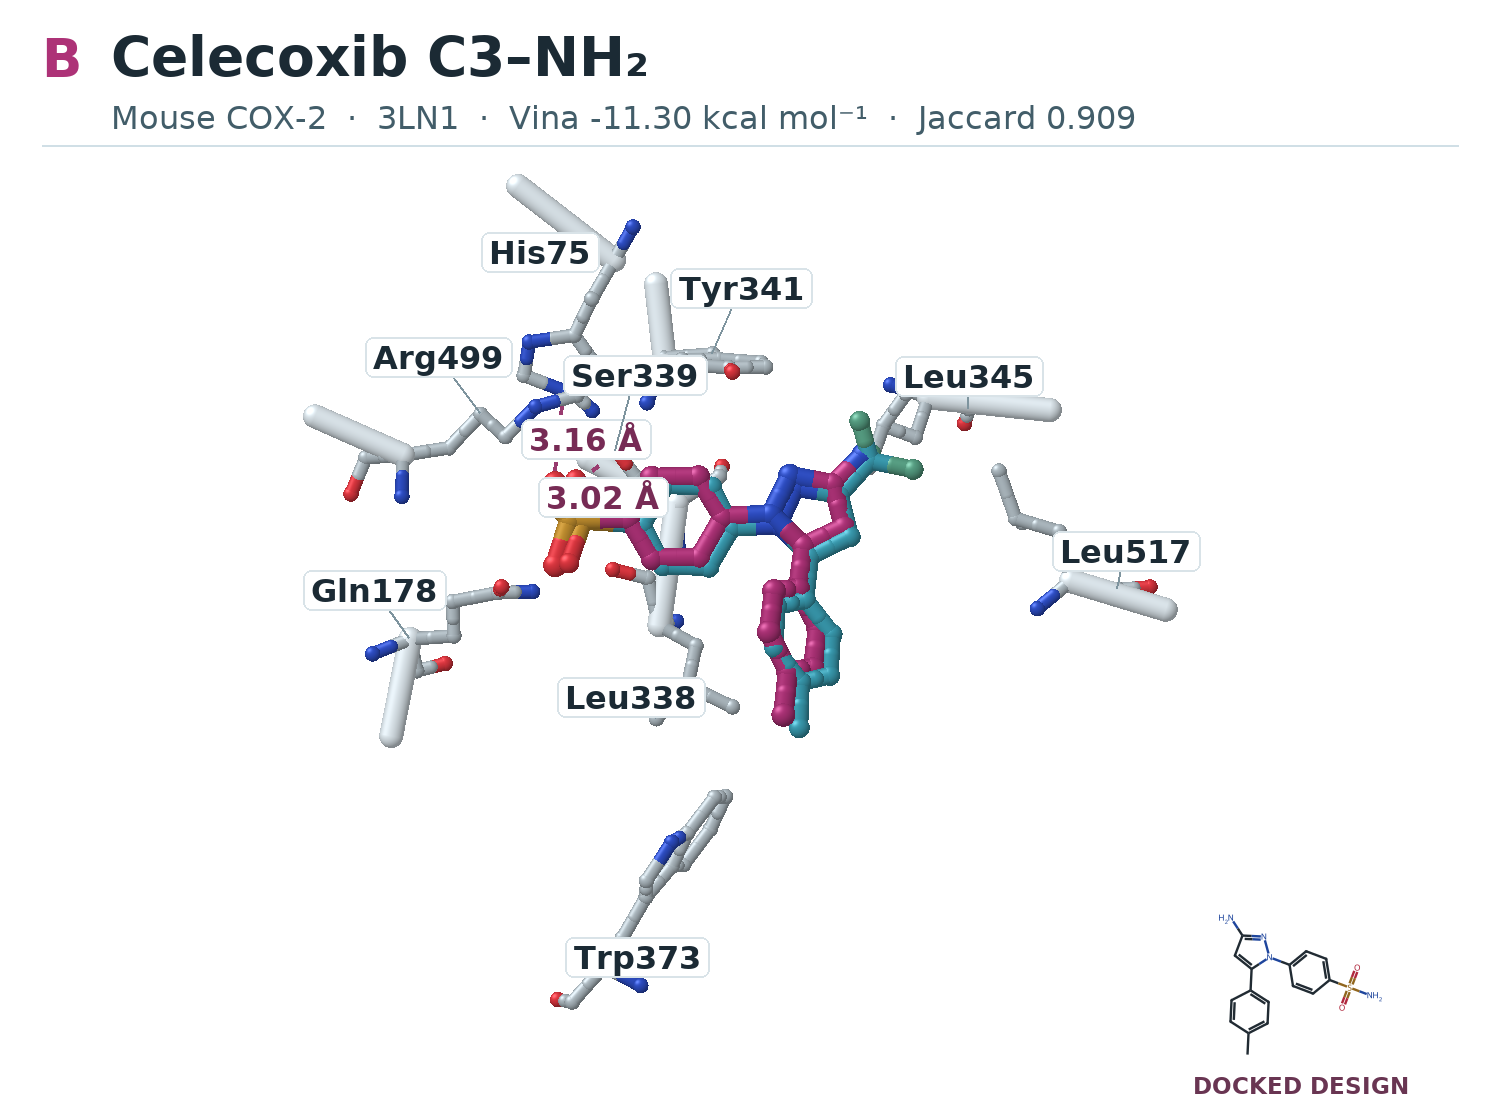 B Celecoxib C3–NH₂
Mouse COX-2 · 3LN1 · Vina -11.30 kcal mol⁻¹ · Jaccard 0.909
His75
Tyr341
Arg499
Ser339
Leu345
3.16 Å
3.02 Å
Leu517
Gln178
Leu338
Trp373
H₂N
N
N
O
S
NH₂
O
DOCKED DESIGN